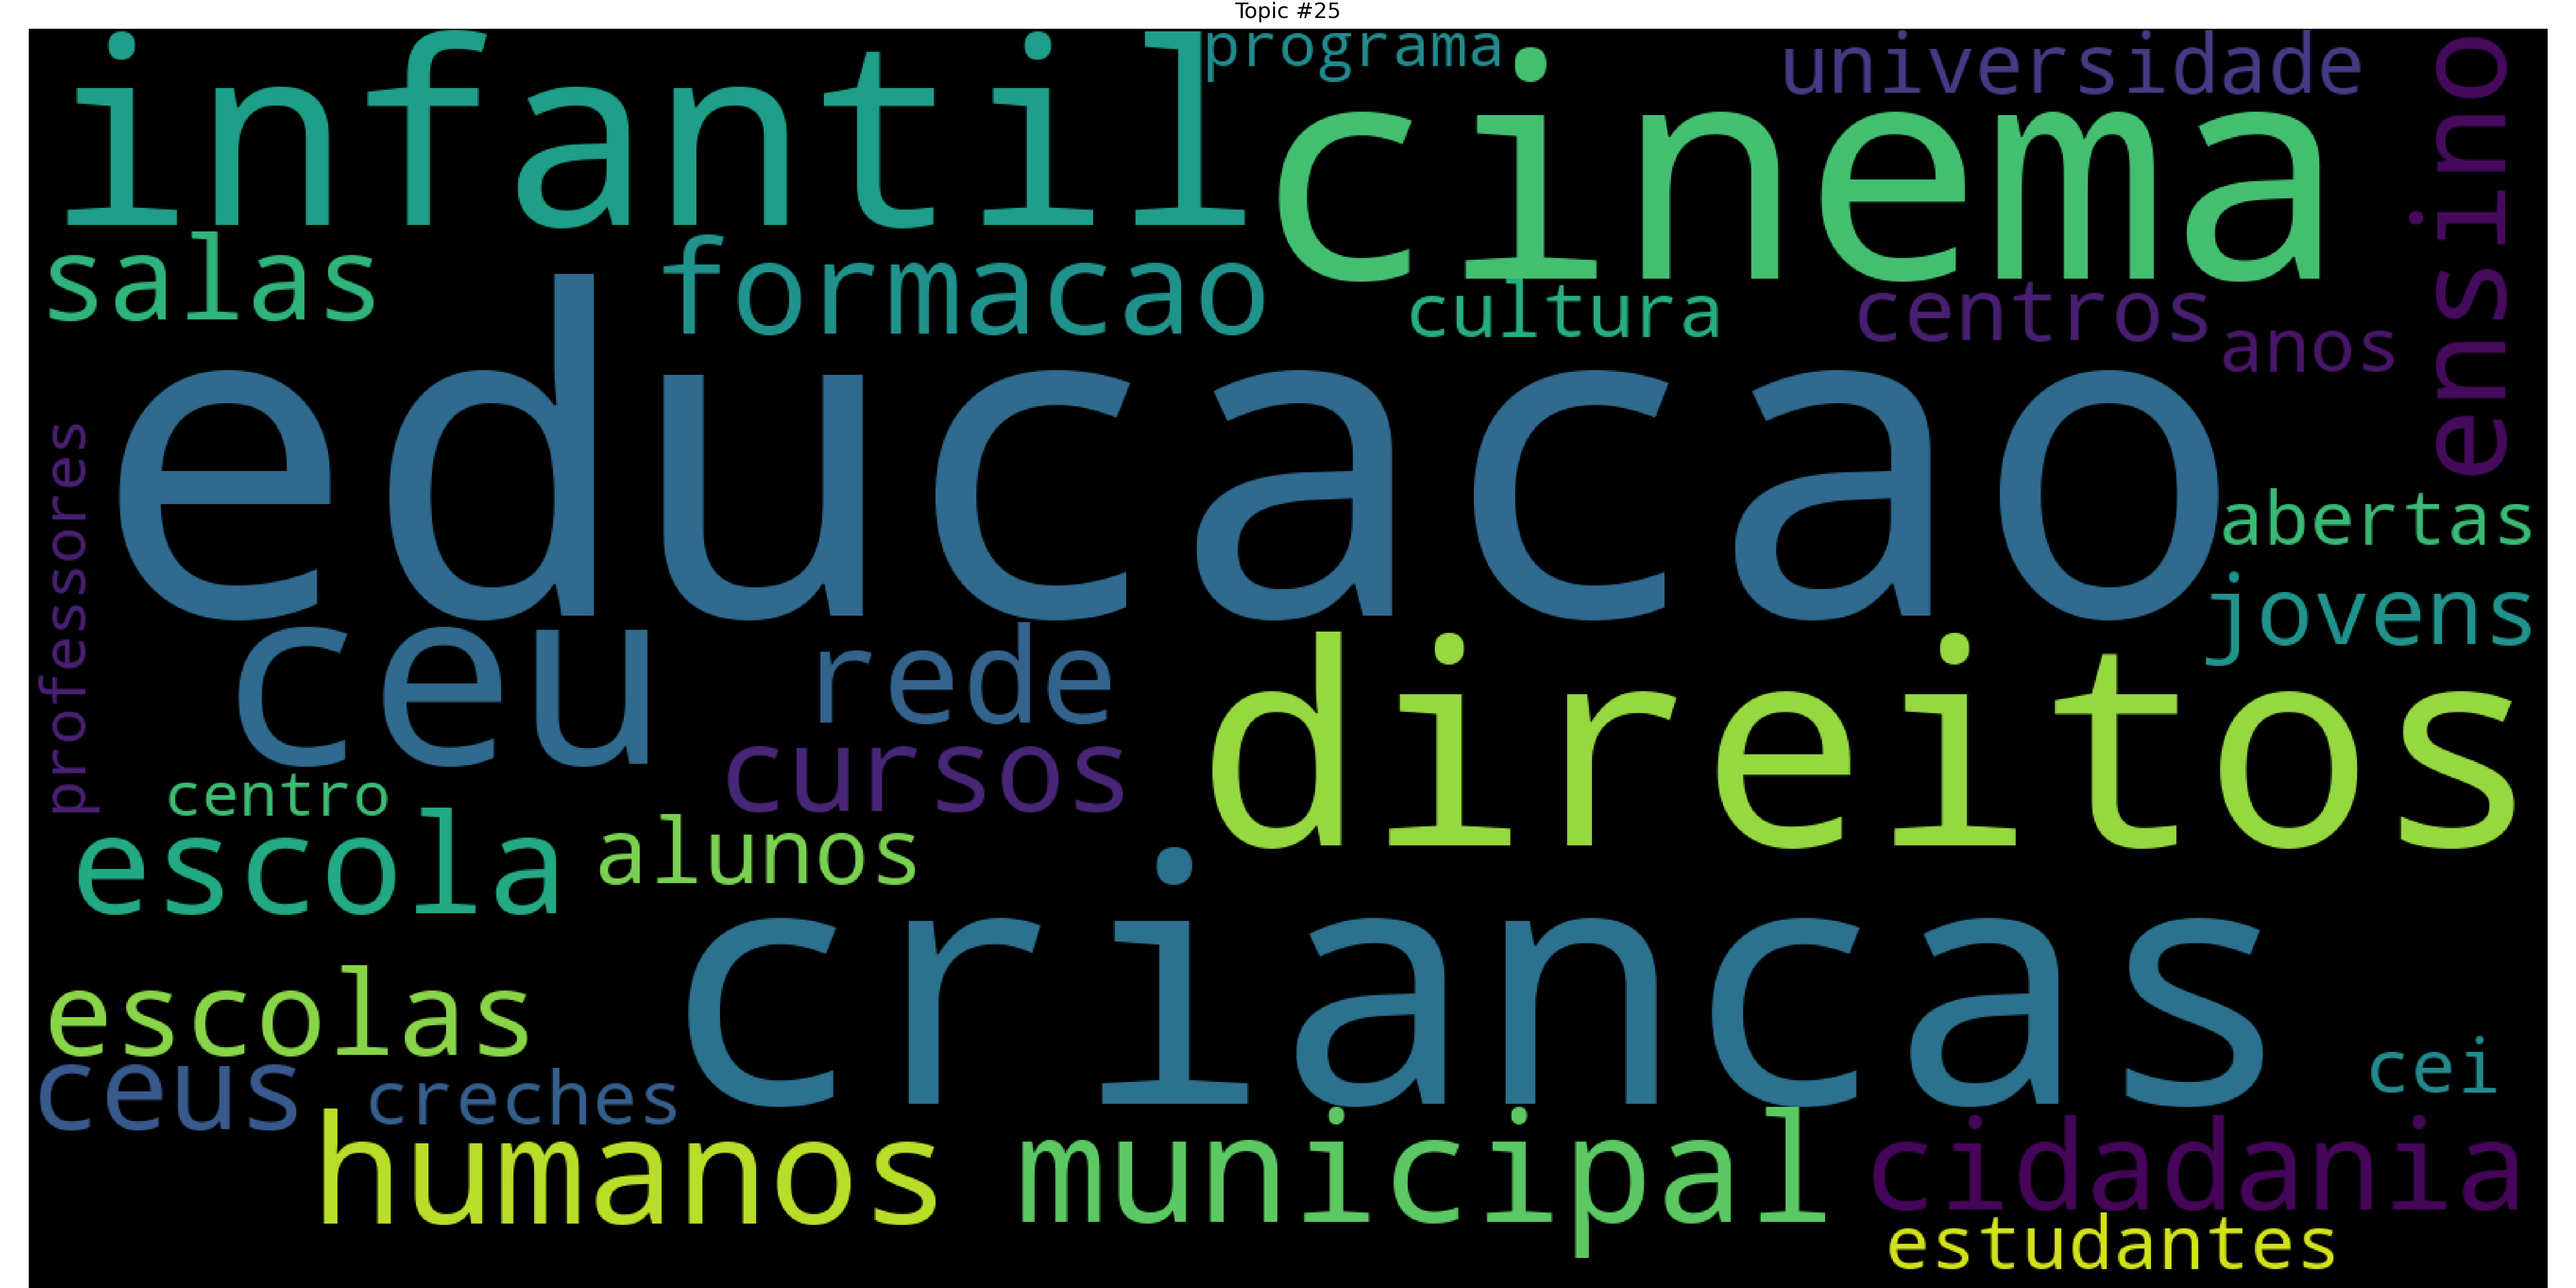 Topic #25
infantil
programa
cinema
universidade
ensino
salas
formacao
cultura
centros
anos
educacao
professores
abertas
jovens
ceu
rede
direitos
cursos
centro
escola
alunos
criancas
escolas
ceus
creches
cei
humanos
municipal
cidadania
estudantes